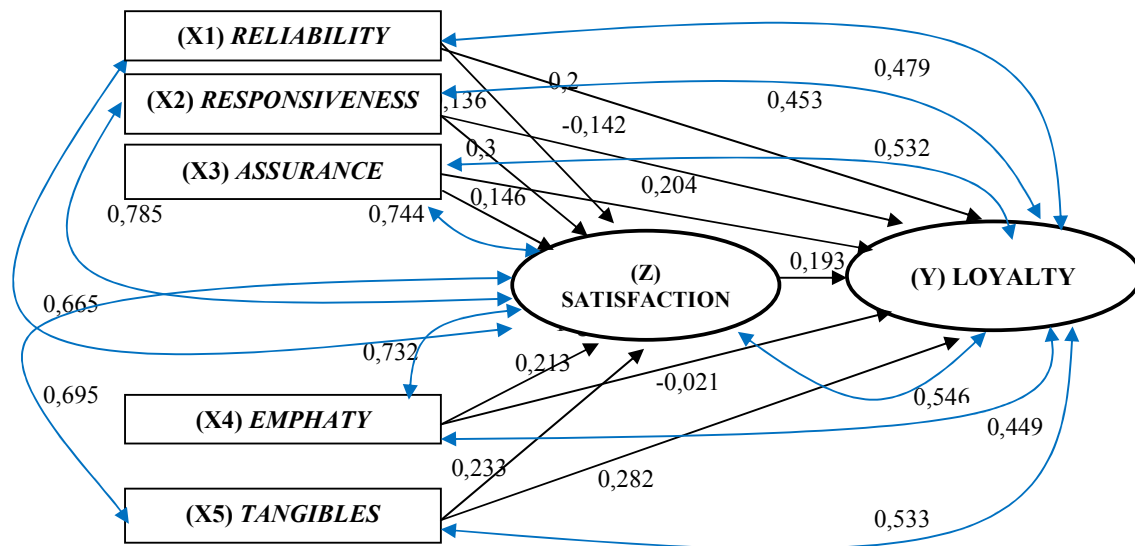 (X1) RELIABILITY
0,479
(X2) RESPONSIVENESS
,136
0,2
0,453
-0,142
(X3) ASSURANCE
0,3
0,532
0,146
0,204
0,785
0,744
(Z)
SATISFACTION
0,193
(Y) LOYALTY
0,665
0,732
0,213
-0,021
0,695
(X4) EMPHATY
0,546
0,449
0,233
0,282
(X5) TANGIBLES
0,533